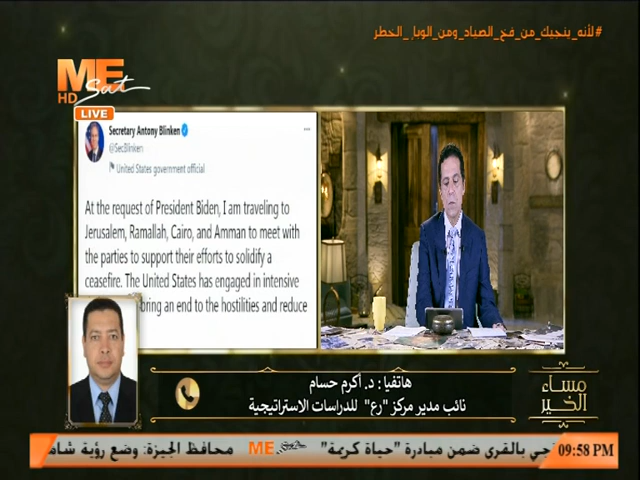 #لأنه_ينجيك_من_فخ_الصياد_ومن_الوبإ_الخطر
ME
Sat
HD
LIVE
Secretary Antony Blinken
@SecBlinken
United States government official
At the request of President Biden, I am traveling to
Jerusalem, Ramallah, Cairo, and Amman to meet with
the parties to support their efforts to solidify a
ceasefire. The United States has engaged in intensive
bring an end to the hostilities and reduce
هاتفيا : د. أكرم حسام
نائب مدير مركز "رع" للدراسات الاستراتيجية
مساء
الخير
بالقرى ضمن مبادرة "حياة كريمة" ME Sat محافظ الجيزة: وضع رؤية
09:58 PM